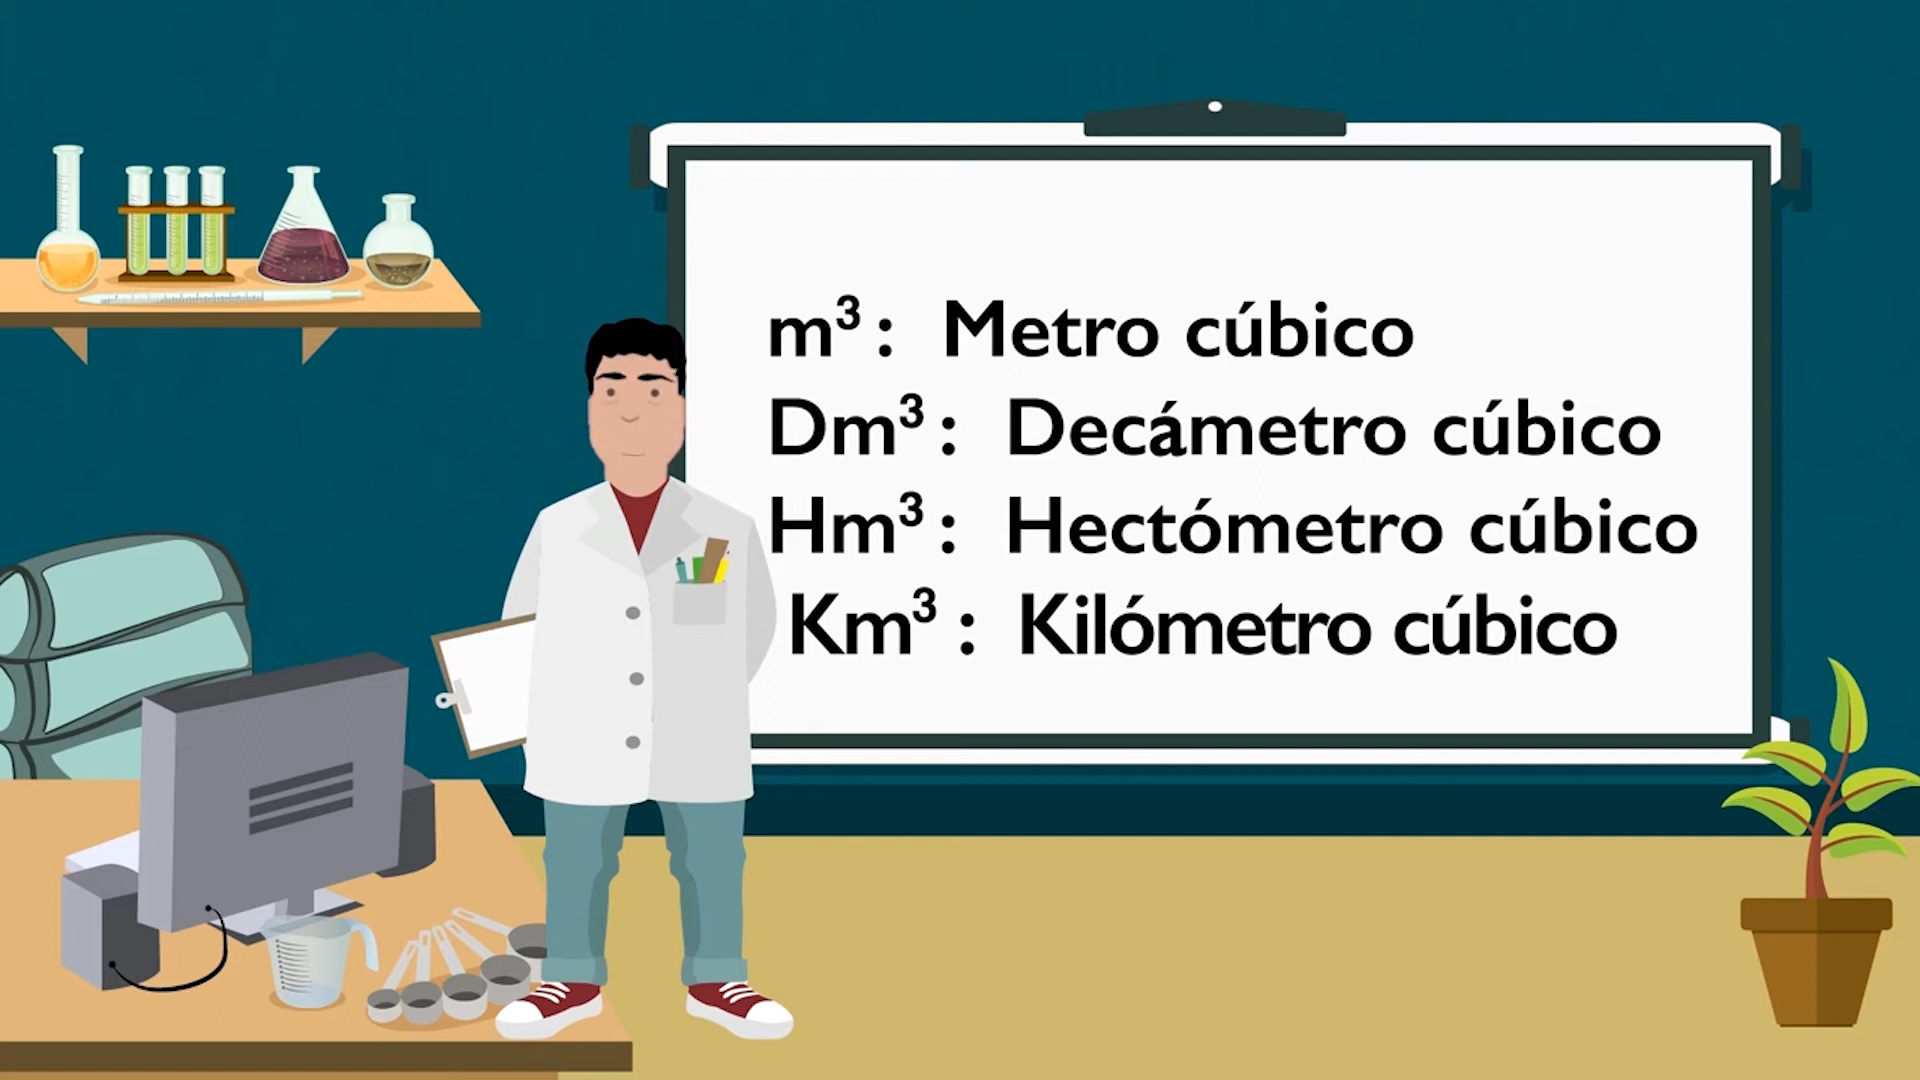 m³ : Metro cúbico
Dm³ : Decámetro cúbico
Hm³ : Hectómetro cúbico
Km³ : Kilómetro cúbico